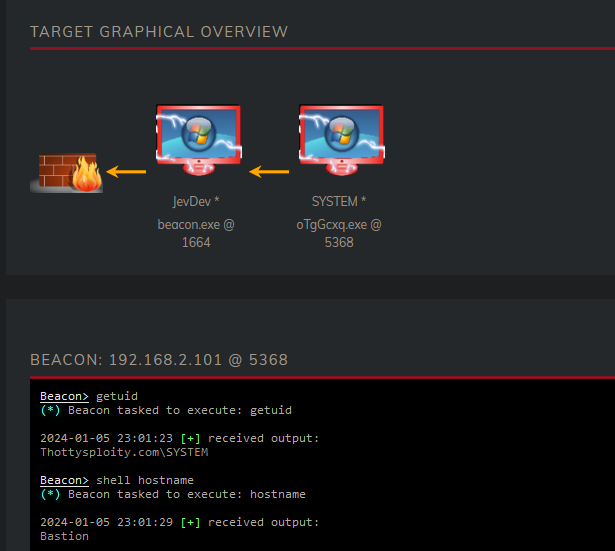 TARGET GRAPHICAL OVERVIEW
JevDev *
beacon.exe @
1664
SYSTEM *
oTgGcxq.exe @
5368
BEACON: 192.168.2.101 @ 5368
Beacon> getuid
(*) Beacon tasked to execute: getuid
2024-01-05 23:01:23 [+] received output:
Thottysploity.com\SYSTEM
Beacon> shell hostname
(*) Beacon tasked to execute: hostname
2024-01-05 23:01:29 [+] received output:
Bastion